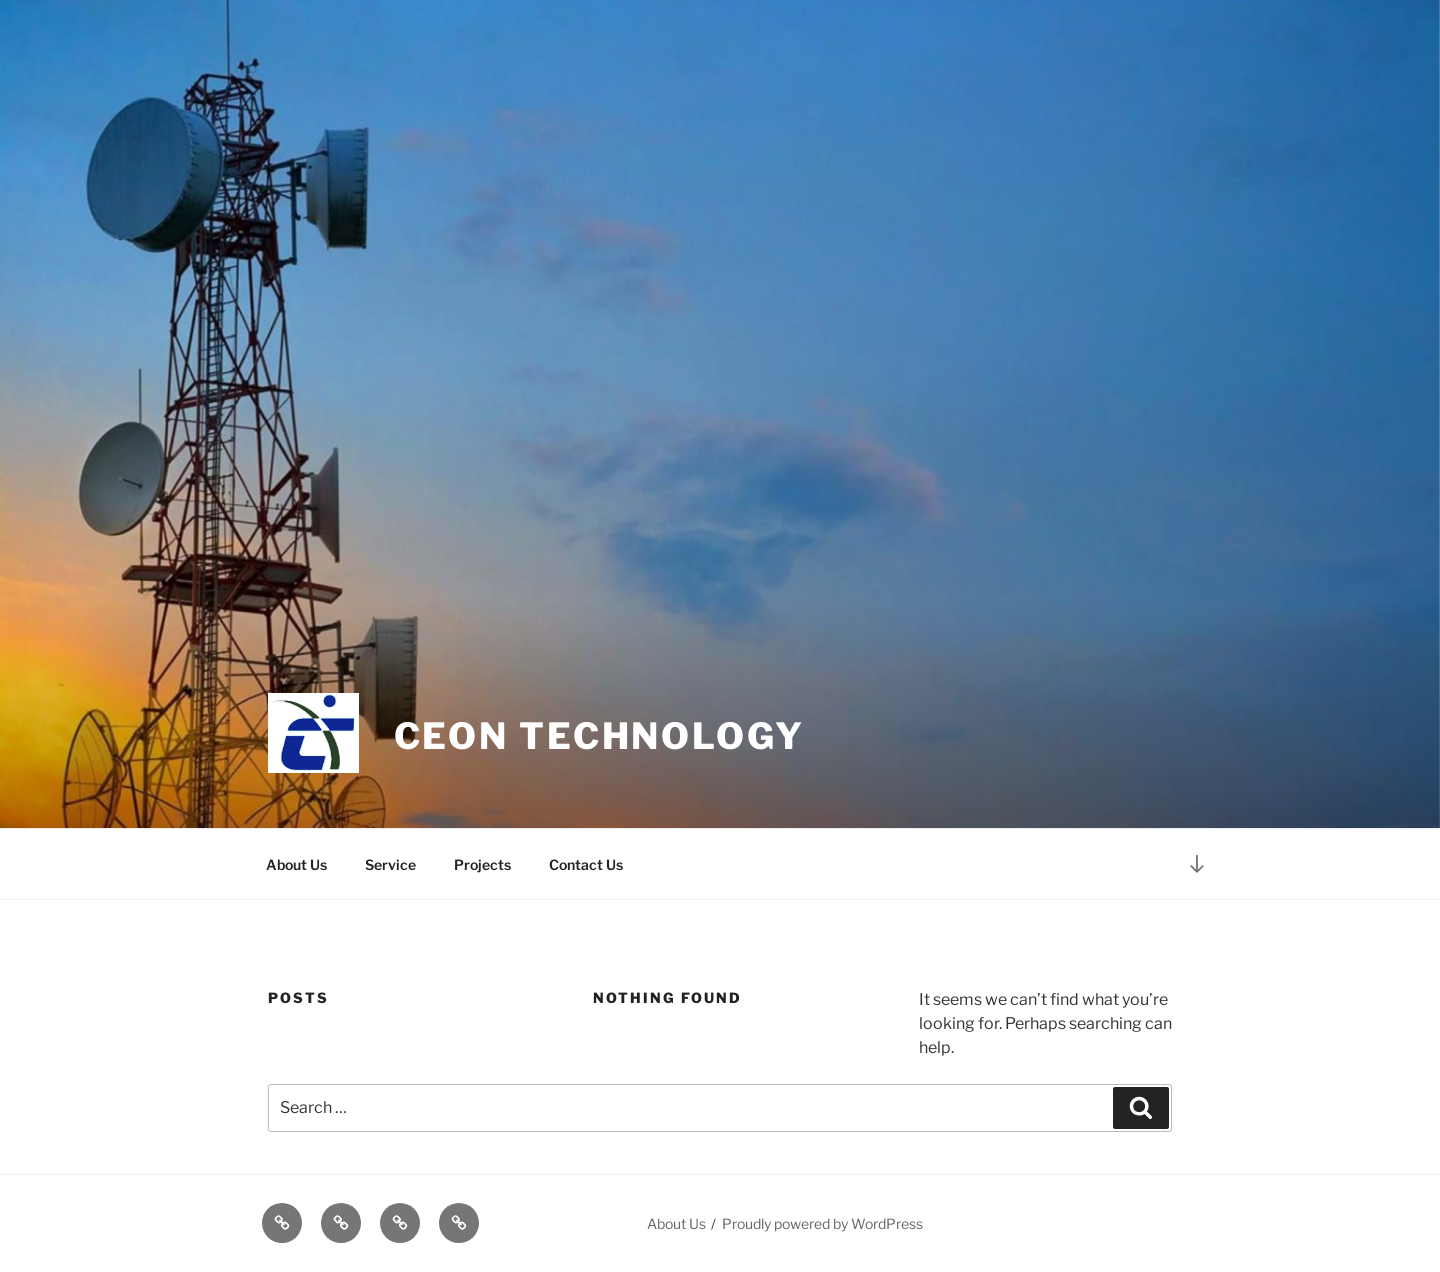 CEON TECHNOLOGY
About Us
Service
Projects
Contact Us
POSTS
NOTHING FOUND
It seems we can’t find what you’re
looking for. Perhaps searching can
help.
Search …
About Us / Proudly powered by WordPress